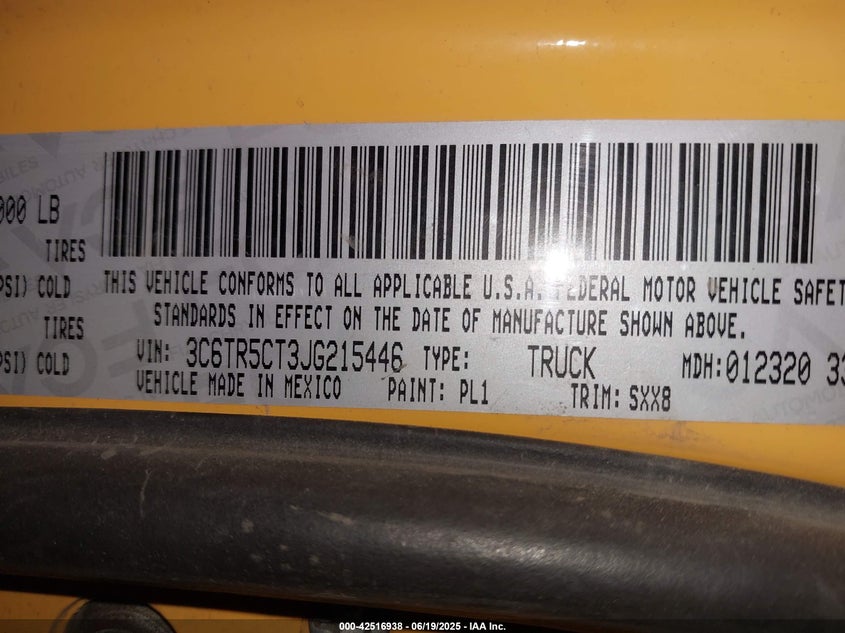 000 LB
TIRES
PSI) COLD
TIRES
PSI) COLD
THIS VEHICLE CONFORMS TO ALL APPLICABLE U.S.A. FEDERAL MOTOR VEHICLE SAFET
STANDARDS IN EFFECT ON THE DATE OF MANUFACTURE SHOWN ABOVE.
VIN: 3C6TR5CT3JG215446 TYPE: TRUCK MDH:012320 33
VEHICLE MADE IN MEXICO PAINT: PL1 TRIM: SXX8
000-42516938 - 06/19/2025 - IAA Inc.